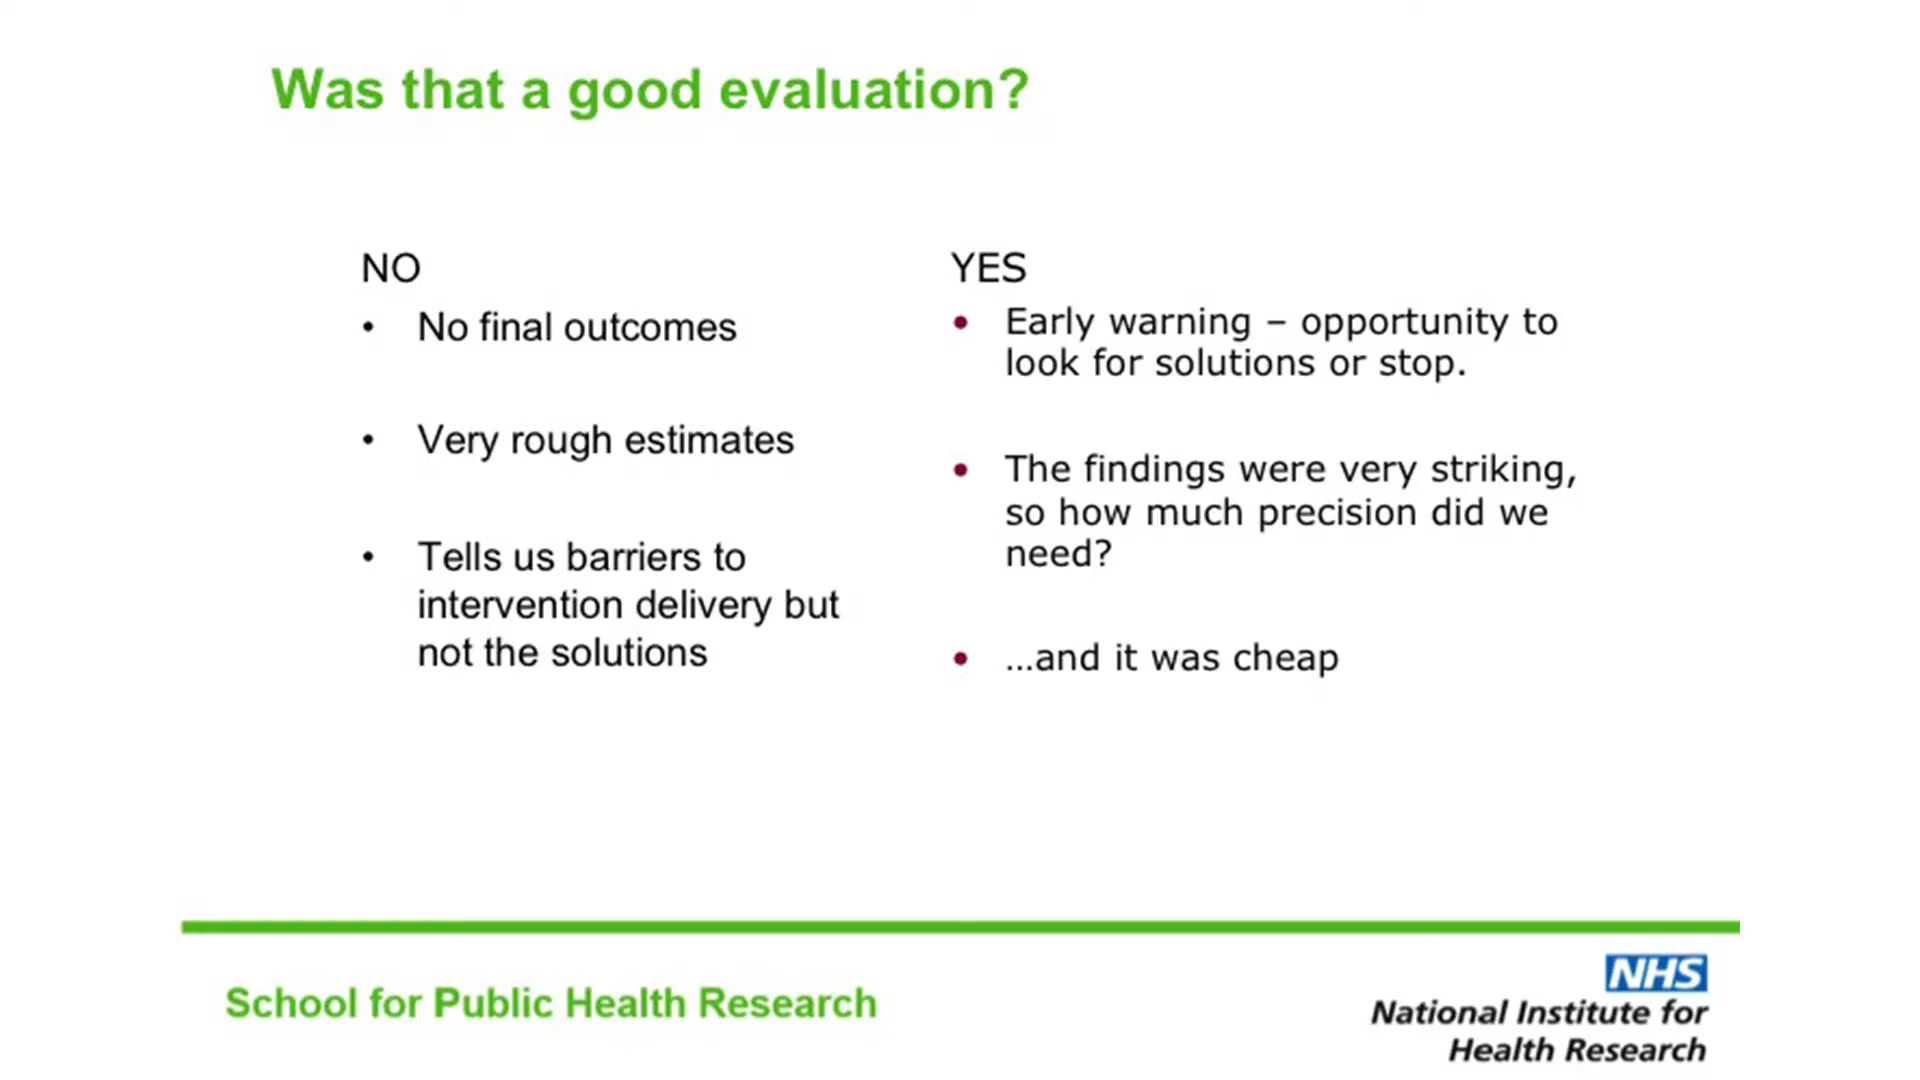 Was that a good evaluation?
NO
• No final outcomes
• Very rough estimates
• Tells us barriers to
intervention delivery but
not the solutions
YES
• Early warning – opportunity to
look for solutions or stop.
• The findings were very striking,
so how much precision did we
need?
• ...and it was cheap
School for Public Health Research
NHS
National Institute for
Health Research